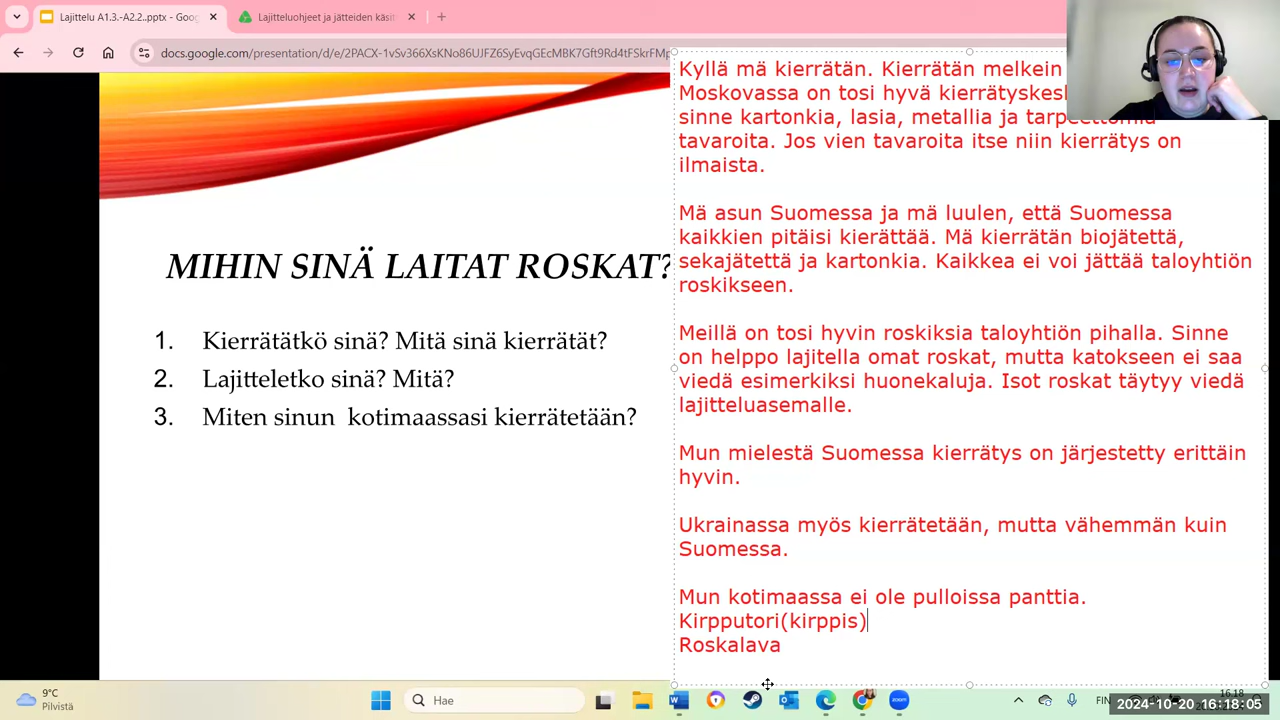 Lajittelu A1.3.-A2.2..pptx - Goo
Lajitteluohjeet ja jätteiden käsit
docs.google.com/presentation/d/e/2PACX-1vSv366XsKNo86UJFZ6SyEvqGEcMBK7Gft9Rd4tFSkrFMp
MIHIN SINÄ LAITAT ROSKAT?
1. Kierrätätkö sinä? Mitä sinä kierrätät?
2. Lajitteletko sinä? Mitä?
3. Miten sinun kotimaassasi kierrätetään?
Kyllä mä kierrätän. Kierrätän melkein
Moskovassa on tosi hyvä kierrätyskes
sinne kartonkia, lasia, metallia ja tarpeettomia
tavaroita. Jos vien tavaroita itse niin kierrätys on
ilmaista.
Mä asun Suomessa ja mä luulen, että Suomessa
kaikkien pitäisi kierättää. Mä kierrätän biojätettä,
sekajätettä ja kartonkia. Kaikkea ei voi jättää taloyhtiön
roskikseen.
Meillä on tosi hyvin roskiksia taloyhtiön pihalla. Sinne
on helppo lajitella omat roskat, mutta katokseen ei saa
viedä esimerkiksi huonekaluja. Isot roskat täytyy viedä
lajitteluasemalle.
Mun mielestä Suomessa kierrätys on järjestetty erittäin
hyvin.
Ukrainassa myös kierrätetään, mutta vähemmän kuin
Suomessa.
Mun kotimaassa ei ole pulloissa panttia.
Kirpputori(kirppis)
Roskalava
9°C
Pilvistä
Hae
FIN
16.18
2024-10-20 16:18:05